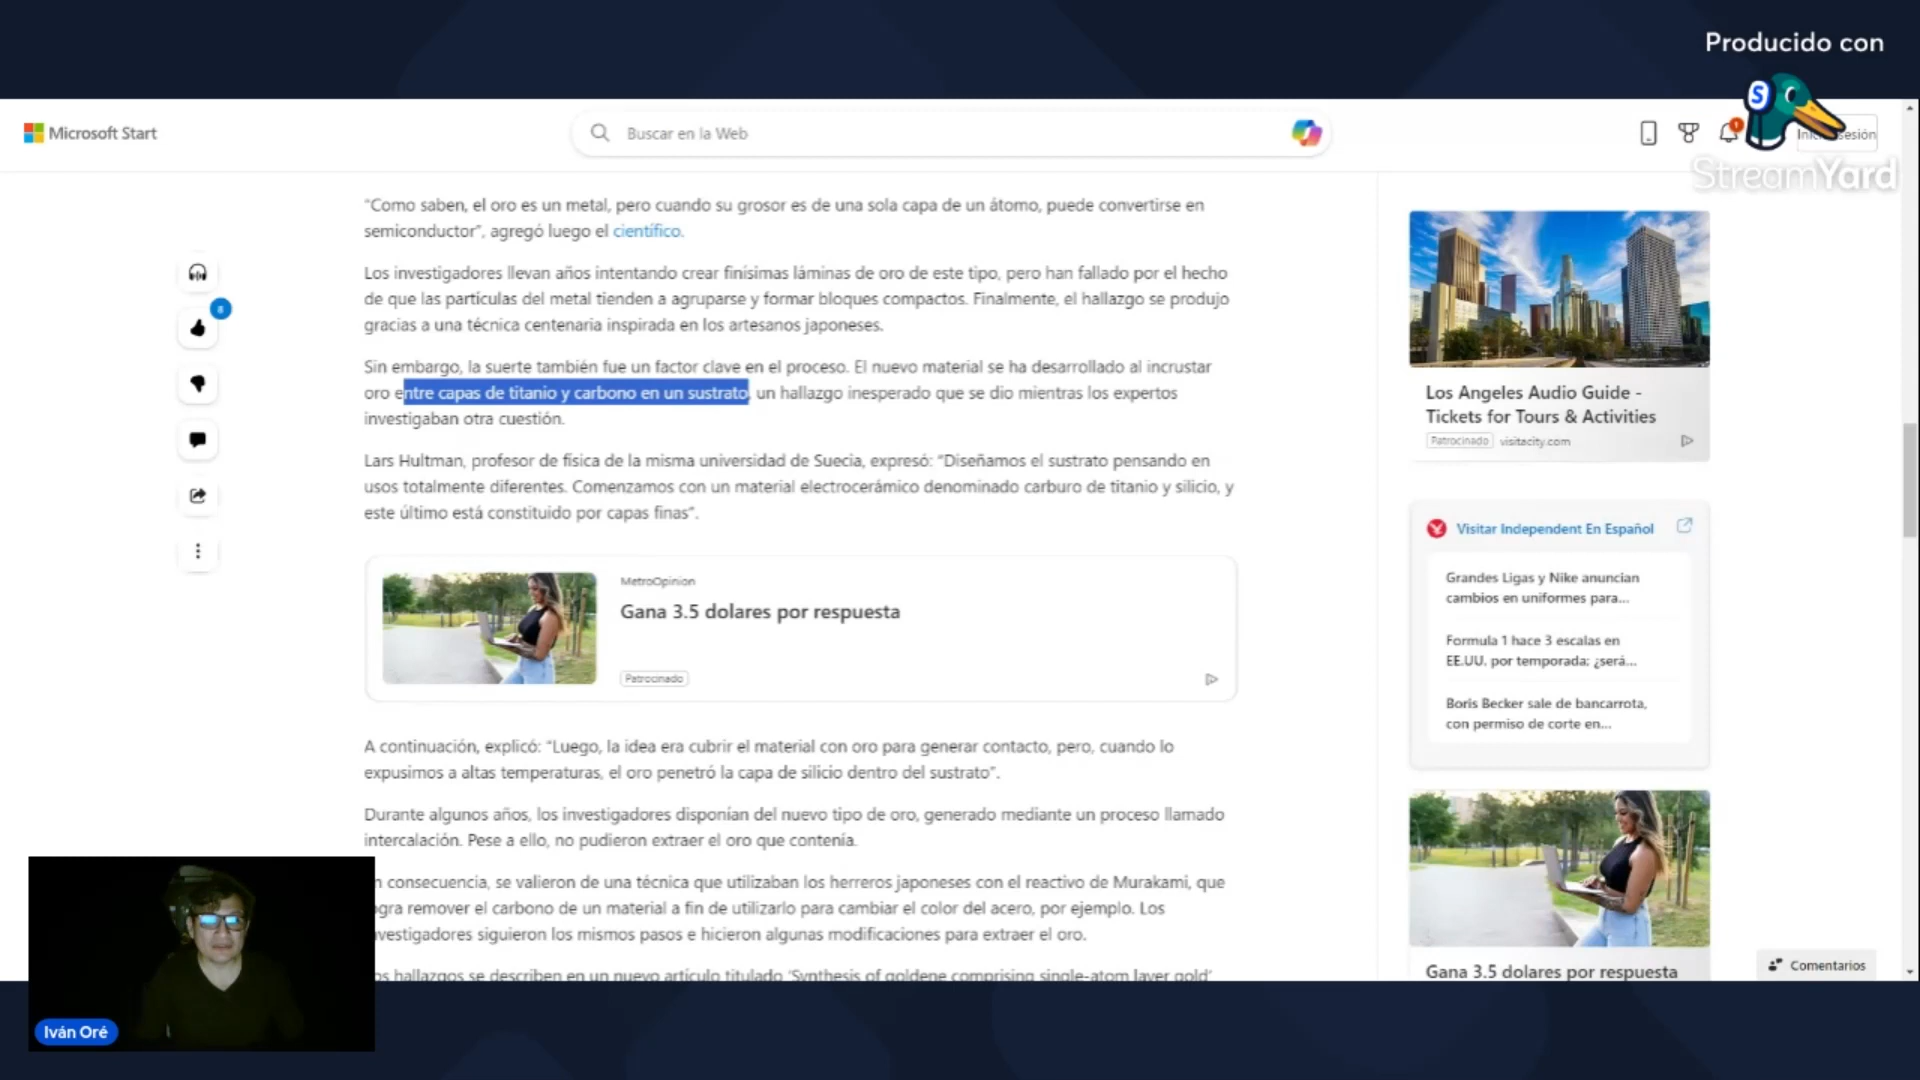 Producido con
StreamYard
Microsoft Start
Buscar en la Web
“Como saben, el oro es un metal, pero cuando su grosor es de una sola capa de un átomo, puede convertirse en
semiconductor”, agregó luego el científico.
Los investigadores llevan años intentando crear finísimas láminas de oro de este tipo, pero han fallado por el hecho
de que las partículas del metal tienden a agruparse y formar bloques compactos. Finalmente, el hallazgo se produjo
gracias a una técnica centenaria inspirada en los artesanos japoneses.
Sin embargo, la suerte también fue un factor clave en el proceso. El nuevo material se ha desarrollado al incrustar
oro entre capas de titanio y carbono en un sustrato, un hallazgo inesperado que se dio mientras los expertos
investigaban otra cuestión.
Lars Hultman, profesor de física de la misma universidad de Suecia, expresó: “Diseñamos el sustrato pensando en
usos totalmente diferentes. Comenzamos con un material electrocerámico denominado carburo de titanio y silicio, y
este último está constituido por capas finas”.
MetroOpinion
Gana 3.5 dolares por respuesta
Patrocinado
A continuación, explicó: “Luego, la idea era cubrir el material con oro para generar contacto, pero, cuando lo
expusimos a altas temperaturas, el oro penetró la capa de silicio dentro del sustrato”.
Durante algunos años, los investigadores disponían del nuevo tipo de oro, generado mediante un proceso llamado
intercalación. Pese a ello, no pudieron extraer el oro que contenía.
n consecuencia, se valieron de una técnica que utilizaban los herreros japoneses con el reactivo de Murakami, que
gra remover el carbono de un material a fin de utilizarlo para cambiar el color del acero, por ejemplo. Los
vestigadores siguieron los mismos pasos e hicieron algunas modificaciones para extraer el oro.
os hallazgos se describen en un nuevo artículo titulado ‘Synthesis of goldene comprising single-atom layer gold’
Los Angeles Audio Guide -
Tickets for Tours & Activities
Patrocinado visitacity.com
Visitar Independent En Español
Grandes Ligas y Nike anuncian
cambios en uniformes para...
Formula 1 hace 3 escalas en
EE.UU. por temporada; ¿será...
Boris Becker sale de bancarrota,
con permiso de corte en...
Gana 3.5 dolares por respuesta
Comentarios
Iván Oré